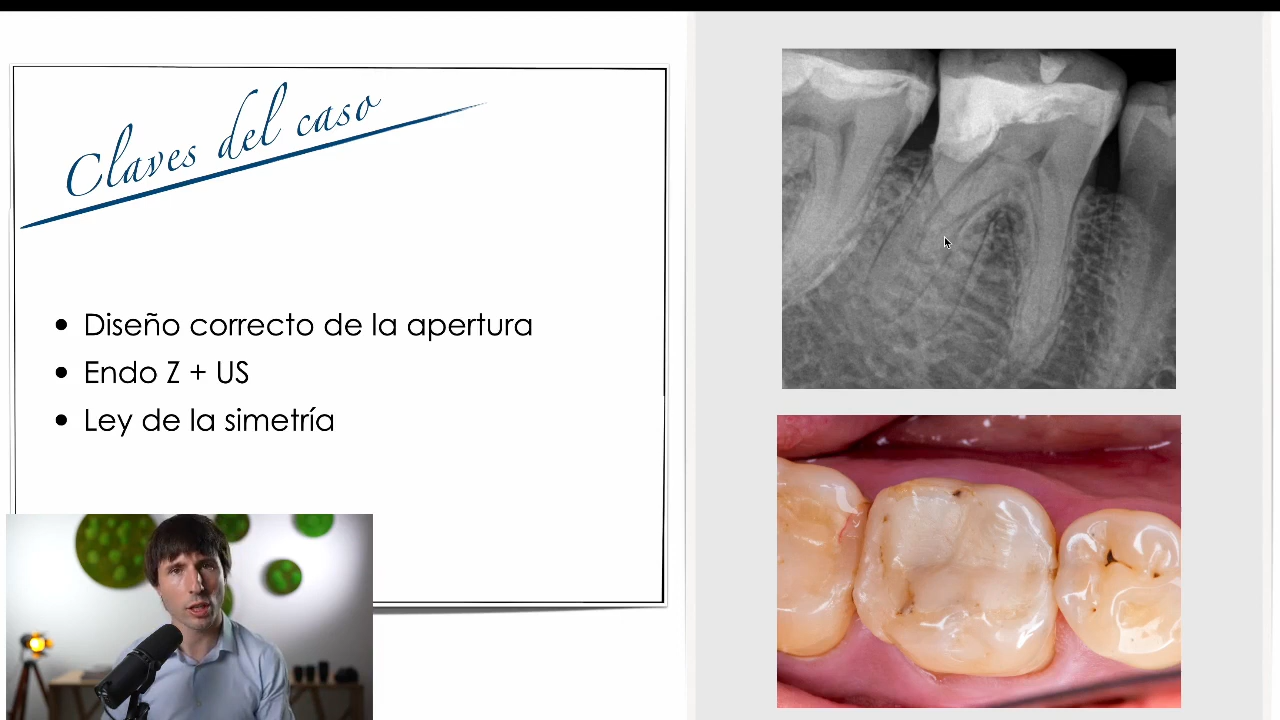 Claves del caso
Diseño correcto de la apertura
Endo Z + US
Ley de la simetría